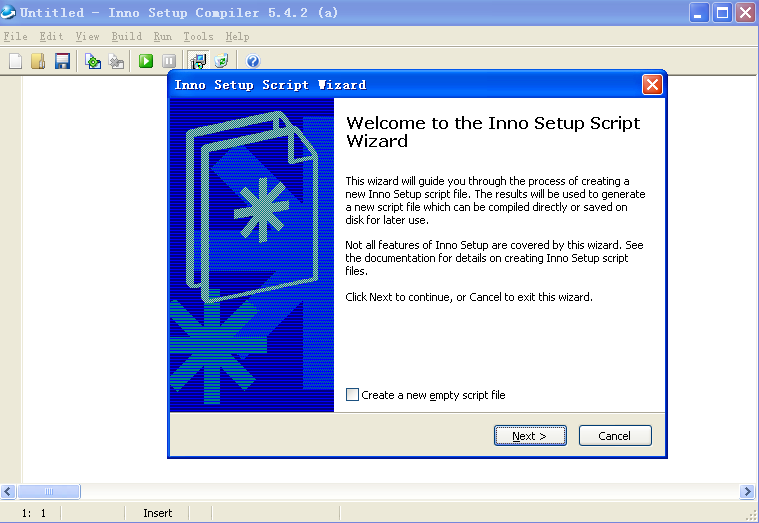 Untitled - Inno Setup Compiler 5.4.2 (a)
File Edit View Build Run Tools Help
Inno Setup Script Wizard
Welcome to the Inno Setup Script
Wizard
This wizard will guide you through the process of creating a
new Inno Setup script file. The results will be used to generate
a new script file which can be compiled directly or saved on
disk for later use.
Not all features of Inno Setup are covered by this wizard. See
the documentation for details on creating Inno Setup script
files.
Click Next to continue, or Cancel to exit this wizard.
Create a new empty script file
Next > Cancel
1: 1 Insert